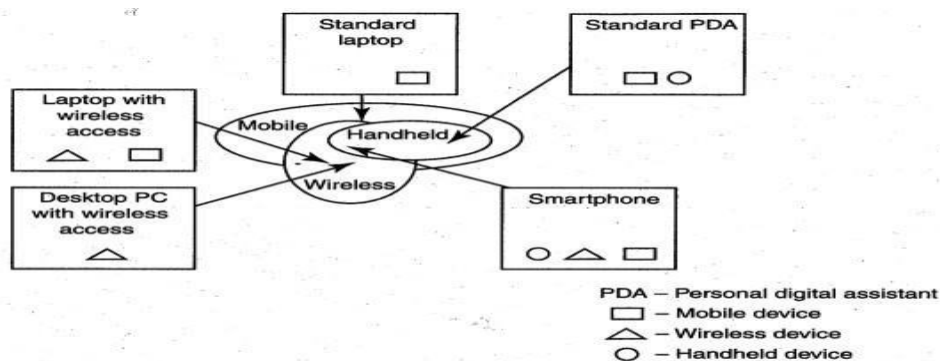 Standard
laptop
Standard PDA
Laptop with
wireless
access
Mobile
Handheld
Wireless
Desktop PC
with wireless
access
Smartphone
PDA – Personal digital assistant
– Mobile device
– Wireless device
– Handheld device